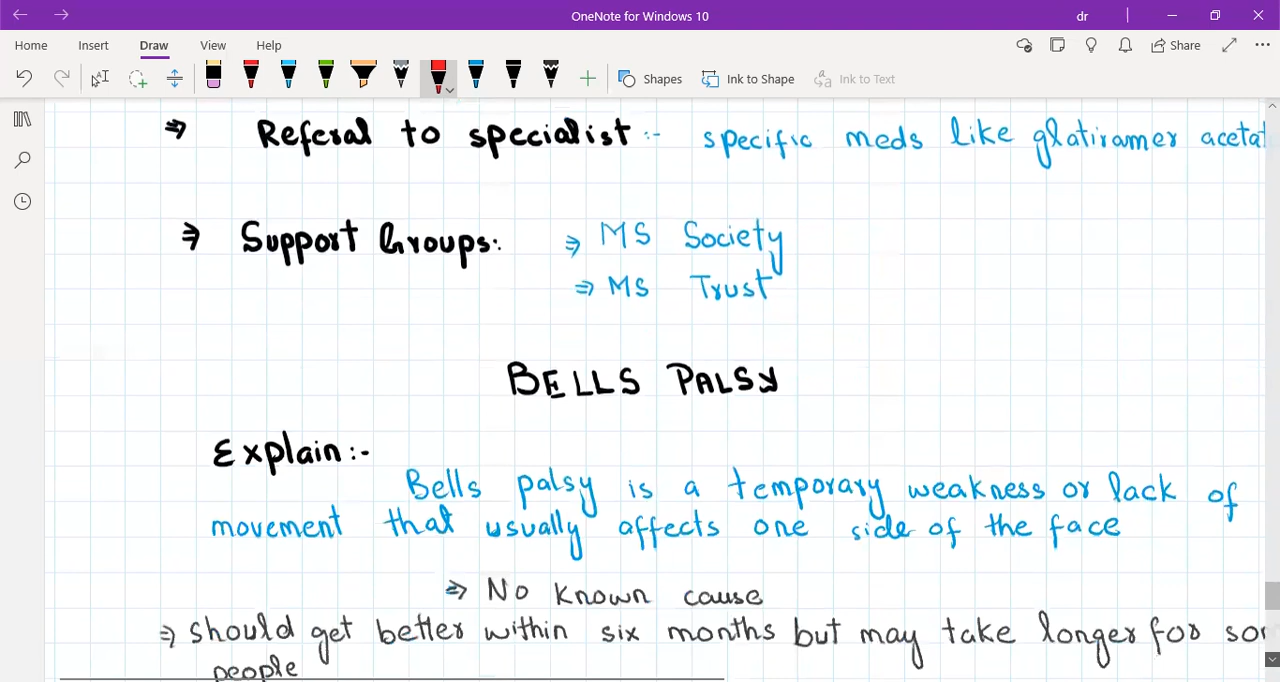 OneNote for Windows 10
dr
Home Insert Draw View Help
Share
Shapes
Ink to Shape
Ink to Text
⇒ Referal to specialist :- specific meds like glatiramer acetat
⇒ Support Groups: ⇒ MS Society
⇒ MS Trust
BELLS PALSY
Explain:-
Bells palsy is a temporary weakness or lack of
movement that usually affects one side of the face
⇒ No known cause
⇒ should get better within six months but may take longer for som
people